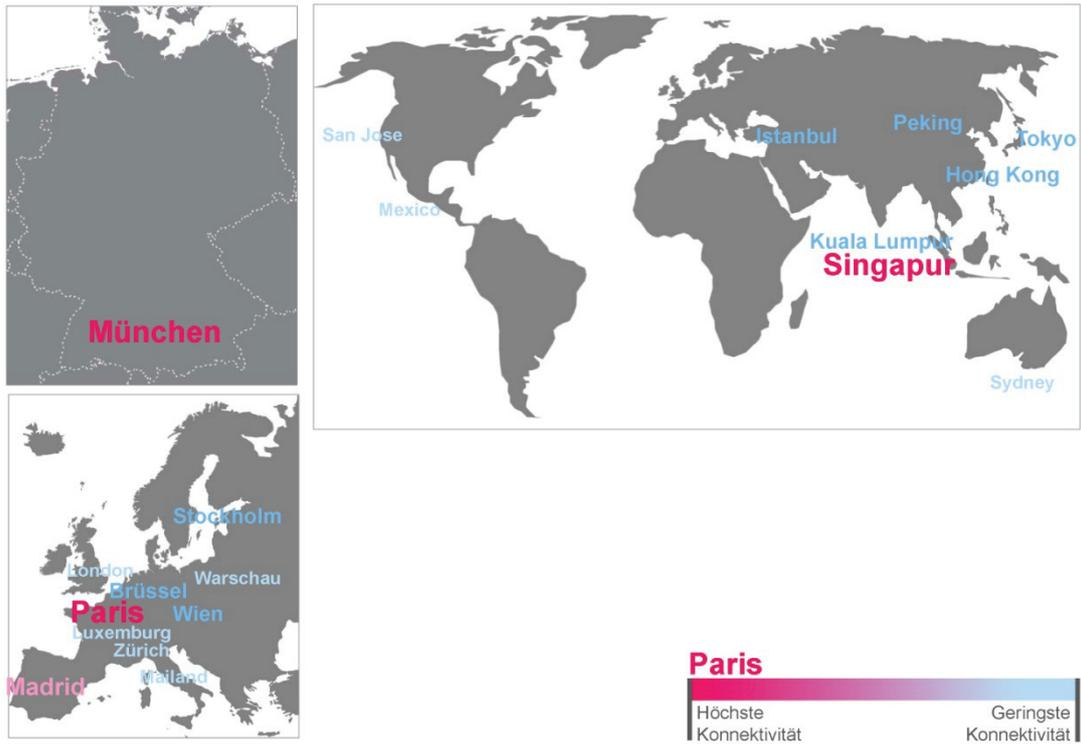 München
San Jose
Istanbul
Peking
Tokyo
Hong Kong
Mexico
Kuala Lumpur
Singapur
Sydney
Stockholm
London
Warschau
Brüssel
Paris
Wien
Luxemburg
Zürich
Mailand
Madrid
Paris
Höchste
Konnektivität
Geringste
Konnektivität